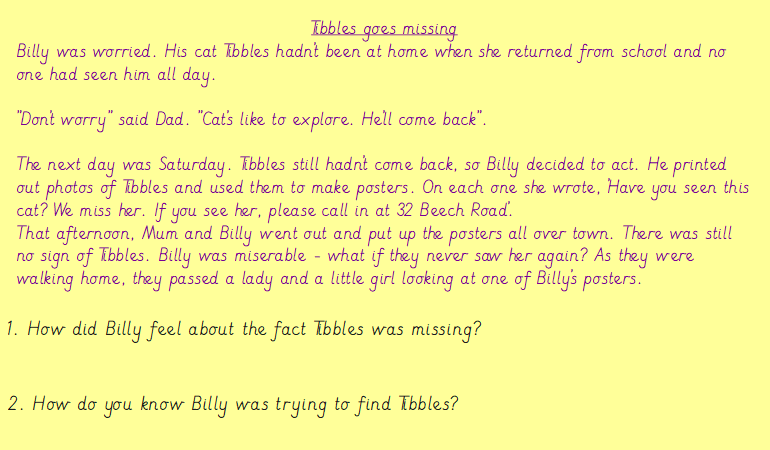 Tibbles goes missing
Billy was worried. His cat Tibbles hadn't been at home when she returned from school and no
one had seen him all day.
"Don't worry" said Dad. "Cat's like to explore. He'll come back".
The next day was Saturday. Tibbles still hadn't come back, so Billy decided to act. He printed
out photos of Tibbles and used them to make posters. On each one she wrote, 'Have you seen this
cat? We miss her. If you see her, please call in at 32 Beech Road'.
That afternoon, Mum and Billy went out and put up the posters all over town. There was still
no sign of Tibbles. Billy was miserable - what if they never saw her again? As they were
walking home, they passed a lady and a little girl looking at one of Billy's posters.
1. How did Billy feel about the fact Tibbles was missing?
2. How do you know Billy was trying to find Tibbles?